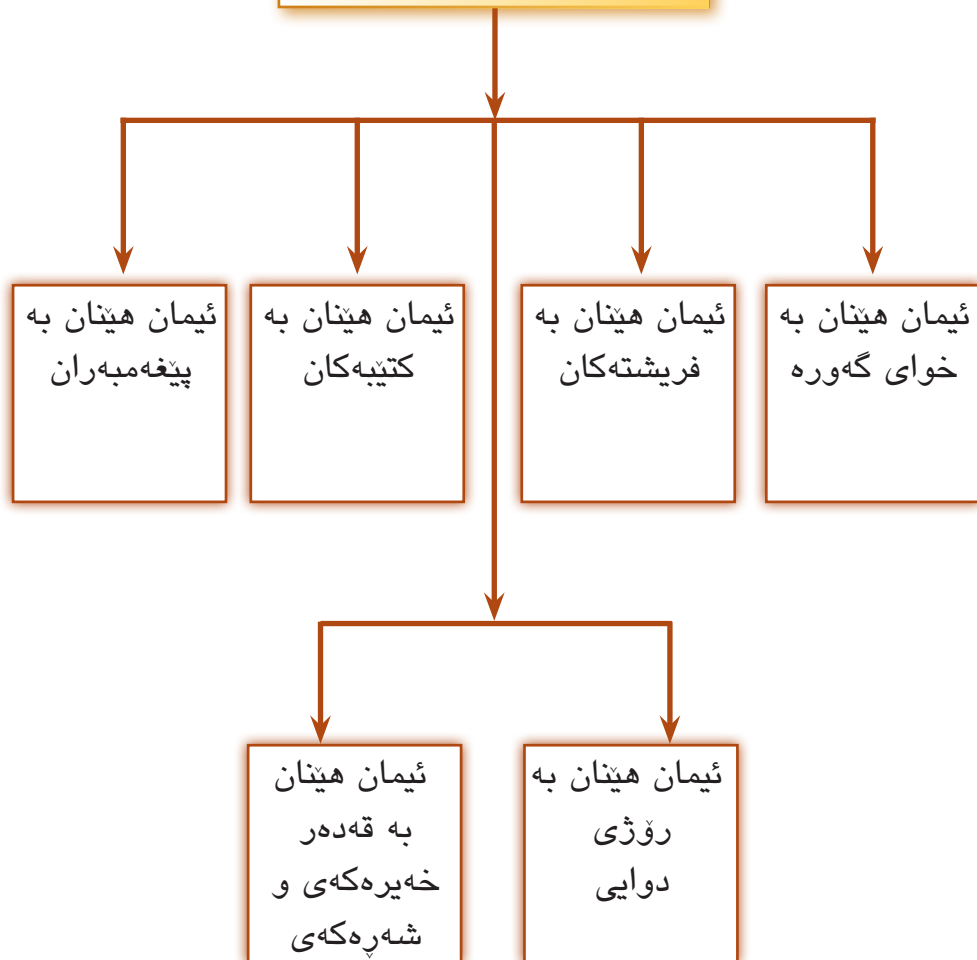 ئیمان هێنان بە
خوای گەورە
ئیمان هێنان بە
فریشتەکان
ئیمان هێنان بە
کتێبەکان
ئیمان هێنان بە
پێغەمبەران
ئیمان هێنان بە
رۆژی
دوایی
ئیمان هێنان
بە قەدەر
خەیرەکەی و
شەڕەکەی